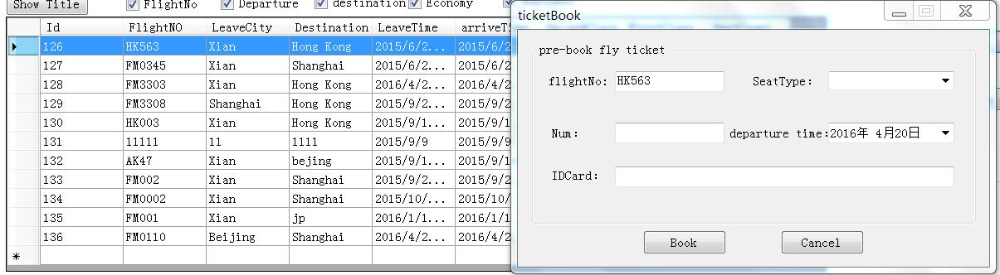 Show Title
FlightNo
Departure
destination
Economy
Id FlightNO LeaveCity Destination LeaveTime
126 HK563 Xian Hong Kong 2015/6/2... 2015/6/2
127 FM0345 Xian Shanghai 2015/6/2... 2015/6/2
128 FM3303 Xian Hong Kong 2016/4/2... 2016/4/2
129 FM3308 Shanghai Hong Kong 2015/9/2... 2015/9/2
130 HK003 Xian Hong Kong 2015/9/1... 2015/9/1
131 11111 11 1111 2015/9/9 2015/9/9
132 AK47 Xian bejing 2015/9/1... 2015/9/1
133 FM002 Xian Shanghai 2015/9/2... 2015/9/2
134 FM0002 Xian Shanghai 2015/10/... 2015/10/
135 FM001 Xian jp 2016/1/1... 2016/1/1
136 FM0110 Beijing Shanghai 2016/4/2... 2016/4/2
ticketBook
pre-book fly ticket
flightNo: HK563 SeatType:
Num: departure time: 2016年 4月20日
IDCard:
Book Cancel